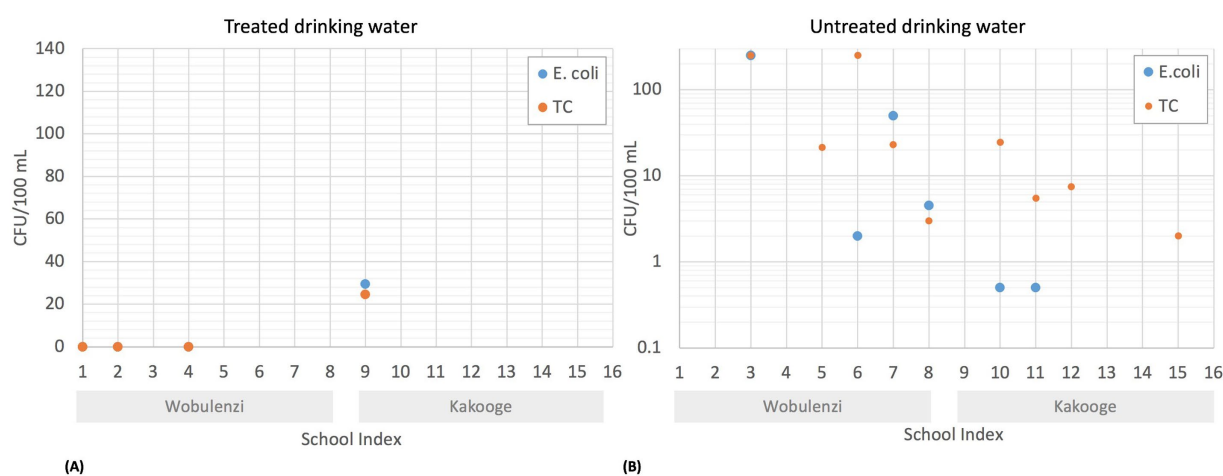 Treated drinking water
CFU/100 mL
140
120
100
80
60
40
20
0
E. coli
TC
1 2 3 4 5 6 7 8 9 10 11 12 13 14 15 16
Wobulenzi Kakooge
School Index
(A)
Untreated drinking water
CFU/100 mL
100
10
1
0.1
E.coli
TC
1 2 3 4 5 6 7 8 9 10 11 12 13 14 15 16
Wobulenzi Kakooge
School Index
(B)